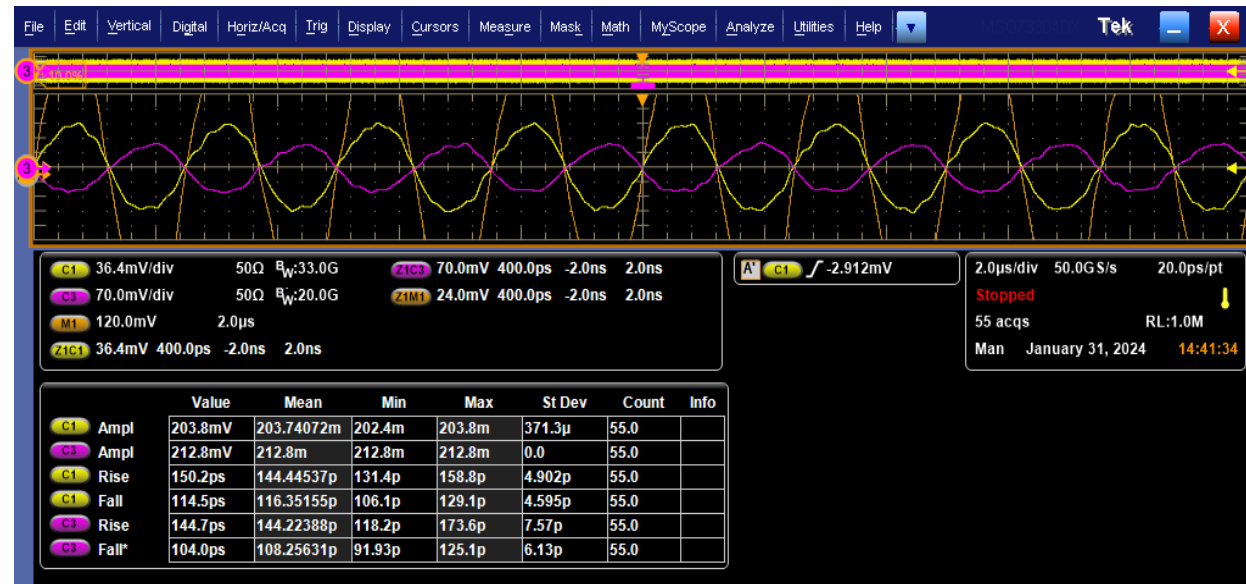 File Edit Vertical Digital Horiz/Acq Trig Display Cursors Measure Mask Math MyScope Analyze Utilities Help Tek X
3 -10.0%
3
C1 36.4mV/div 50Ω BW:33.0G Z1C3 70.0mV 400.0ps -2.0ns 2.0ns
C3 70.0mV/div 50Ω BW:20.0G Z1M1 24.0mV 400.0ps -2.0ns 2.0ns
M1 120.0mV 2.0µs
Z1C1 36.4mV 400.0ps -2.0ns 2.0ns
A' C1 -2.912mV
2.0µs/div 50.0GS/s 20.0ps/pt
Stopped
55 acqs RL:1.0M
Man January 31, 2024 14:41:34
Value Mean Min Max St Dev Count Info
C1 Ampl 203.8mV 203.74072m 202.4m 203.8m 371.3µ 55.0
C3 Ampl 212.8mV 212.8m 212.8m 212.8m 0.0 55.0
C1 Rise 150.2ps 144.44537p 131.4p 158.8p 4.902p 55.0
C1 Fall 114.5ps 116.35155p 106.1p 129.1p 4.595p 55.0
C3 Rise 144.7ps 144.22388p 118.2p 173.6p 7.57p 55.0
C3 Fall* 104.0ps 108.25631p 91.93p 125.1p 6.13p 55.0